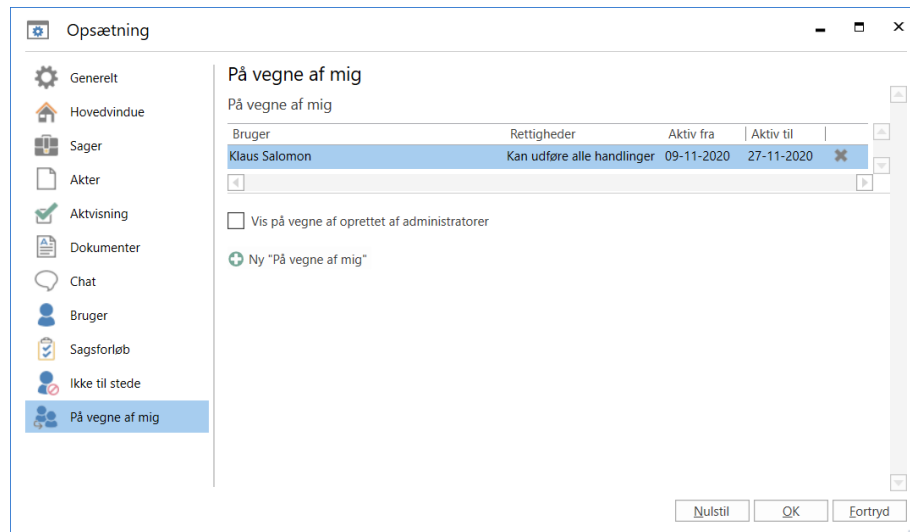 Opsætning
Generelt
Hovedvindue
Sager
Akter
Aktvisning
Dokumenter
Chat
Bruger
Sagsforløb
Ikke til stede
På vegne af mig
På vegne af mig
På vegne af mig
Bruger Rettigheder Aktiv fra Aktiv til
Klaus Salomon Kan udføre alle handlinger 09-11-2020 27-11-2020
Vis på vegne af oprettet af administratorer
Ny "På vegne af mig"
Nulstil OK Fortryd